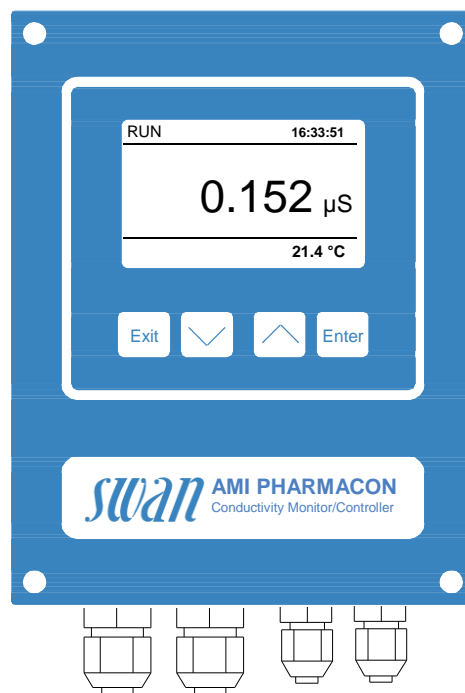 RUN 16:33:51
0.152 µS
21.4 °C
Exit Enter
swan AMI PHARMACON
Conductivity Monitor/Controller